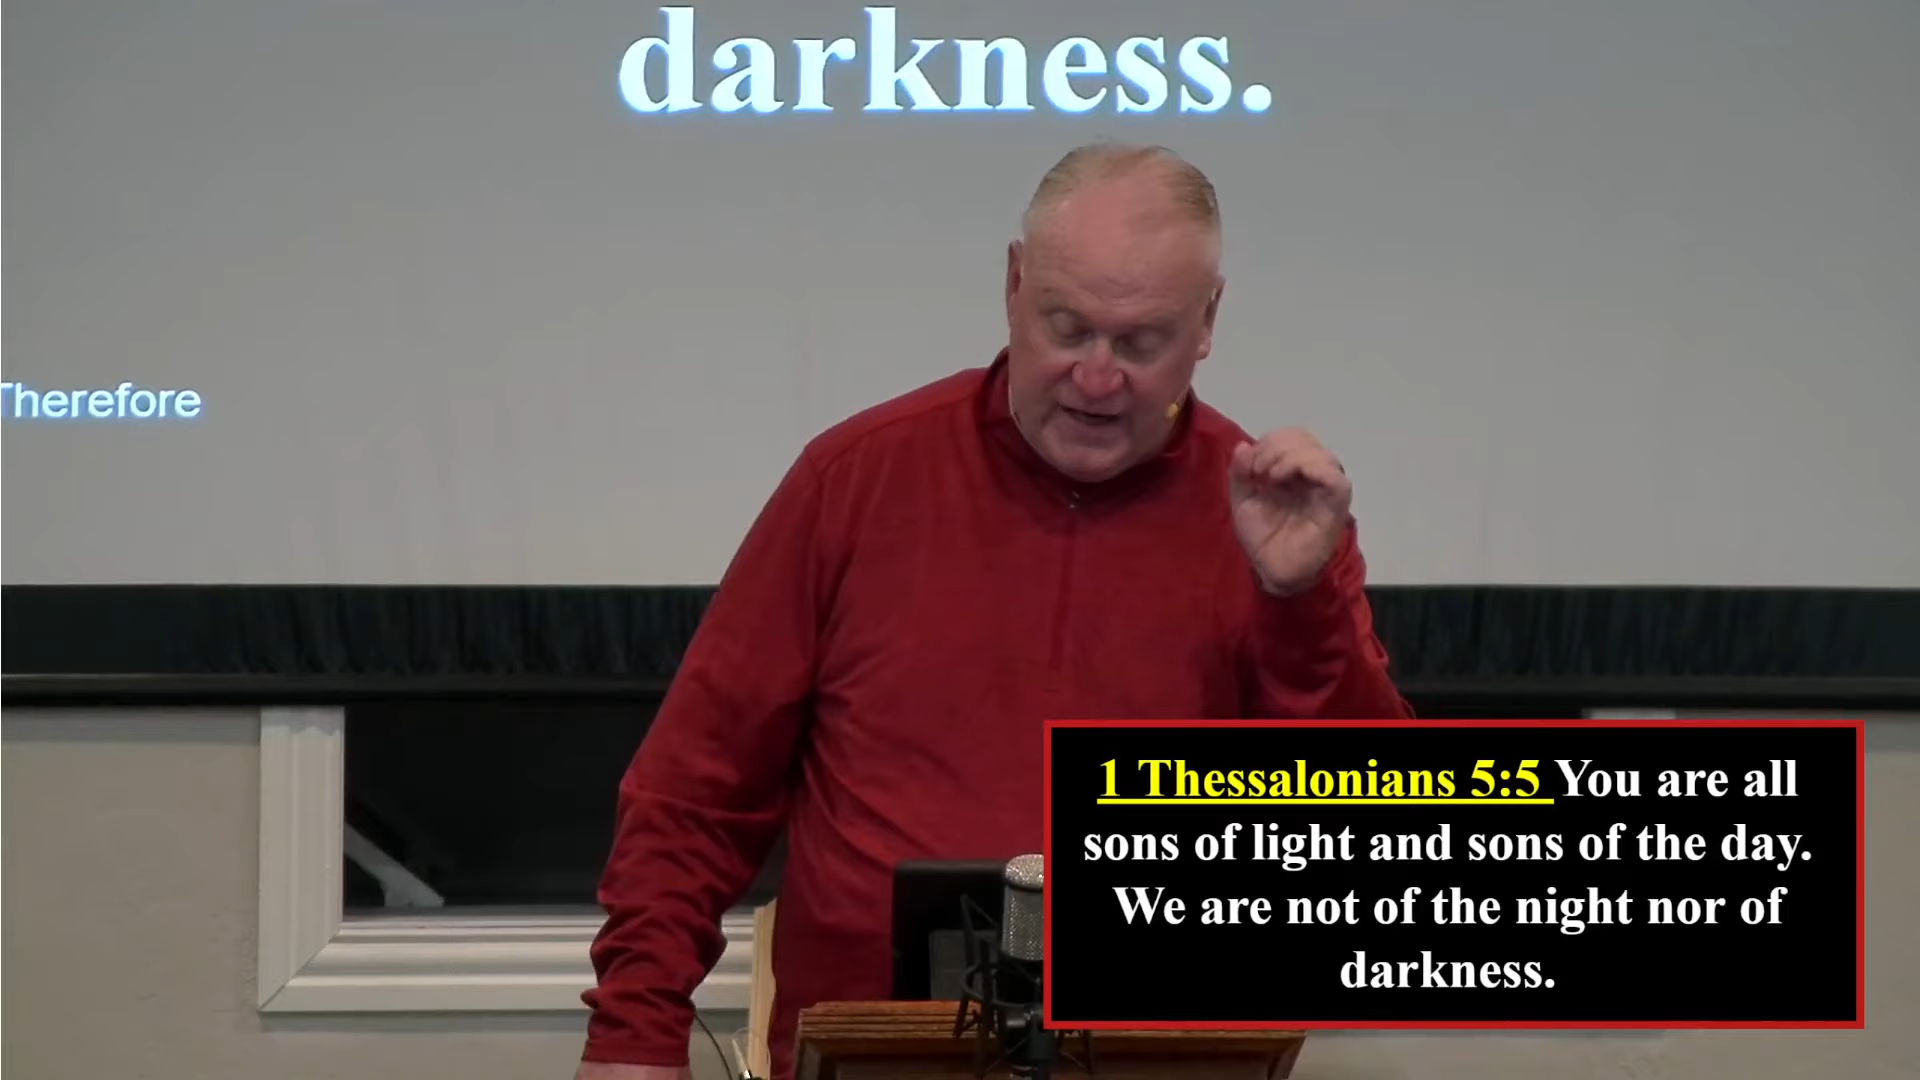 darkness.
Therefore
1 Thessalonians 5:5 You are all
sons of light and sons of the day.
We are not of the night nor of
darkness.